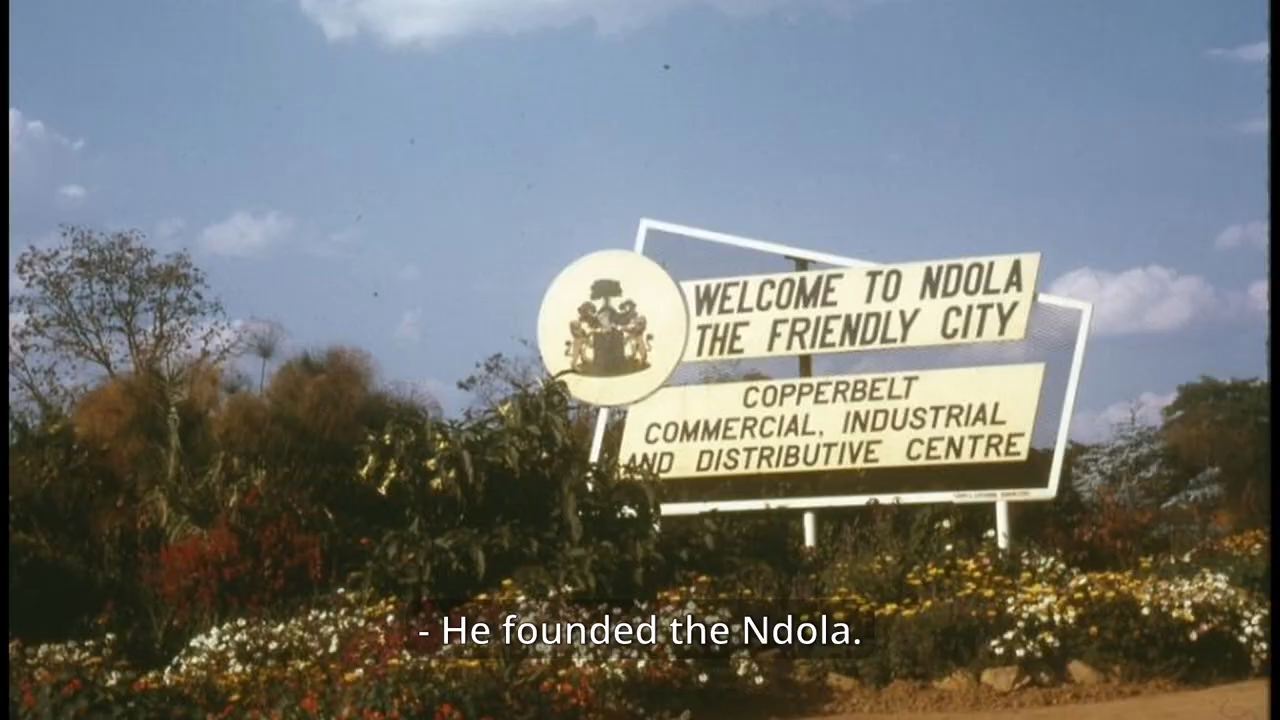 WELCOME TO NDOLA
THE FRIENDLY CITY
COPPERBELT
COMMERCIAL, INDUSTRIAL
AND DISTRIBUTIVE CENTRE
- He founded the Ndola.